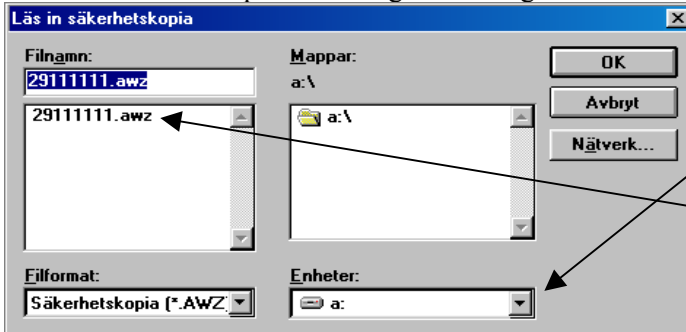 Läs in säkerhetskopia
Filnamn:
29111111.awz
29111111.awz
Mappar:
a:\
a:\
OK
Avbryt
Nätverk...
Filformat:
Säkerhetskopia (*.AWZ
Enheter:
a: